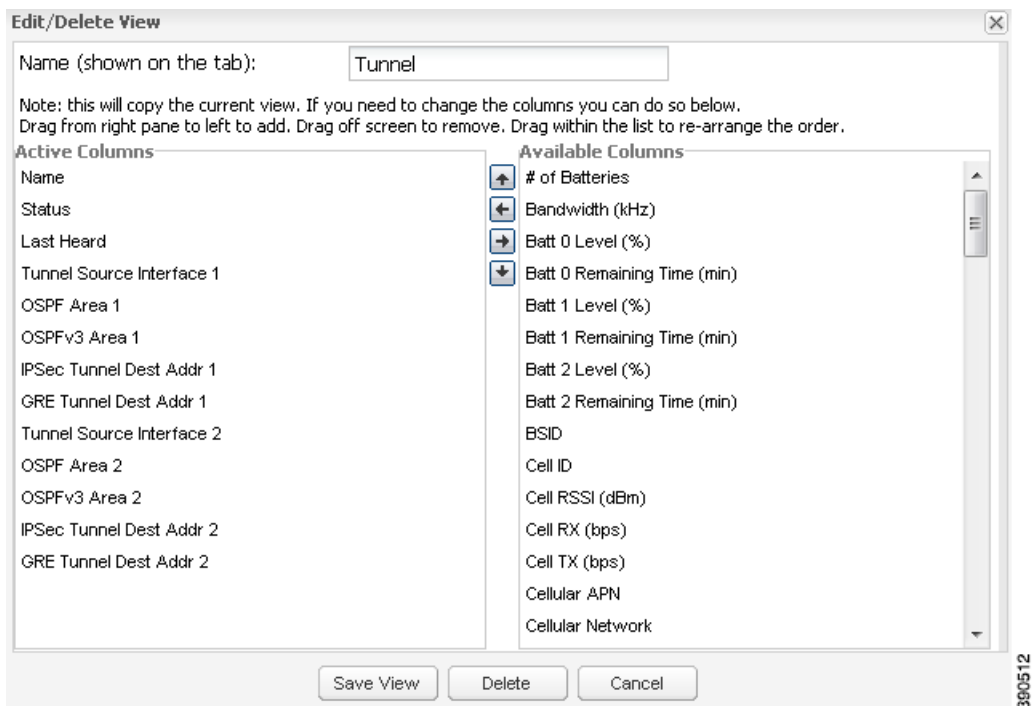 Edit/Delete View
Name (shown on the tab):
Tunnel
Note: this will copy the current view. If you need to change the columns you can do so below.
Drag from right pane to left to add. Drag off screen to remove. Drag within the list to re-arrange the order.
Active Columns
Name
Status
Last Heard
Tunnel Source Interface 1
OSPF Area 1
OSPFv3 Area 1
IPSec Tunnel Dest Addr 1
GRE Tunnel Dest Addr 1
Tunnel Source Interface 2
OSPF Area 2
OSPFv3 Area 2
IPSec Tunnel Dest Addr 2
GRE Tunnel Dest Addr 2
Available Columns
# of Batteries
Bandwidth (kHz)
Batt 0 Level (%)
Batt 0 Remaining Time (min)
Batt 1 Level (%)
Batt 1 Remaining Time (min)
Batt 2 Level (%)
Batt 2 Remaining Time (min)
BSID
Cell ID
Cell RSSI (dBm)
Cell RX (bps)
Cell TX (bps)
Cellular APN
Cellular Network
Save View
Delete
Cancel
390512